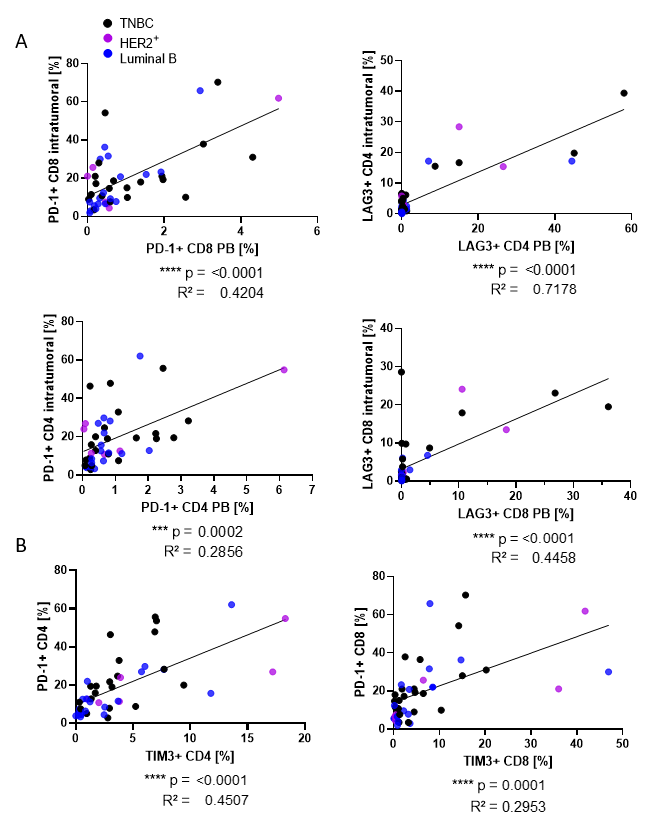 TNBC
HER2⁺
Luminal B
A
PD-1+ CD8 intratumoral [%]
80
60
40
20
0
0 2 4 6
PD-1+ CD8 PB [%]
**** p = <0.0001
R² = 0.4204
LAG3+ CD4 intratumoral [%]
50
40
30
20
10
0
0 20 40 60
LAG3+ CD4 PB [%]
**** p = <0.0001
R² = 0.7178
PD-1+ CD4 intratumoral [%]
80
60
40
20
0
0 1 2 3 4 5 6 7
PD-1+ CD4 PB [%]
*** p = 0.0002
R² = 0.2856
LAG3+ CD8 intratumoral [%]
40
30
20
10
0
0 10 20 30 40
LAG3+ CD8 PB [%]
**** p = <0.0001
R² = 0.4458
B
PD-1+ CD4 [%]
80
60
40
20
0
0 5 10 15 20
TIM3+ CD4 [%]
**** p = <0.0001
R² = 0.4507
PD-1+ CD8 [%]
80
60
40
20
0
0 10 20 30 40 50
TIM3+ CD8 [%]
**** p = 0.0001
R² = 0.2953